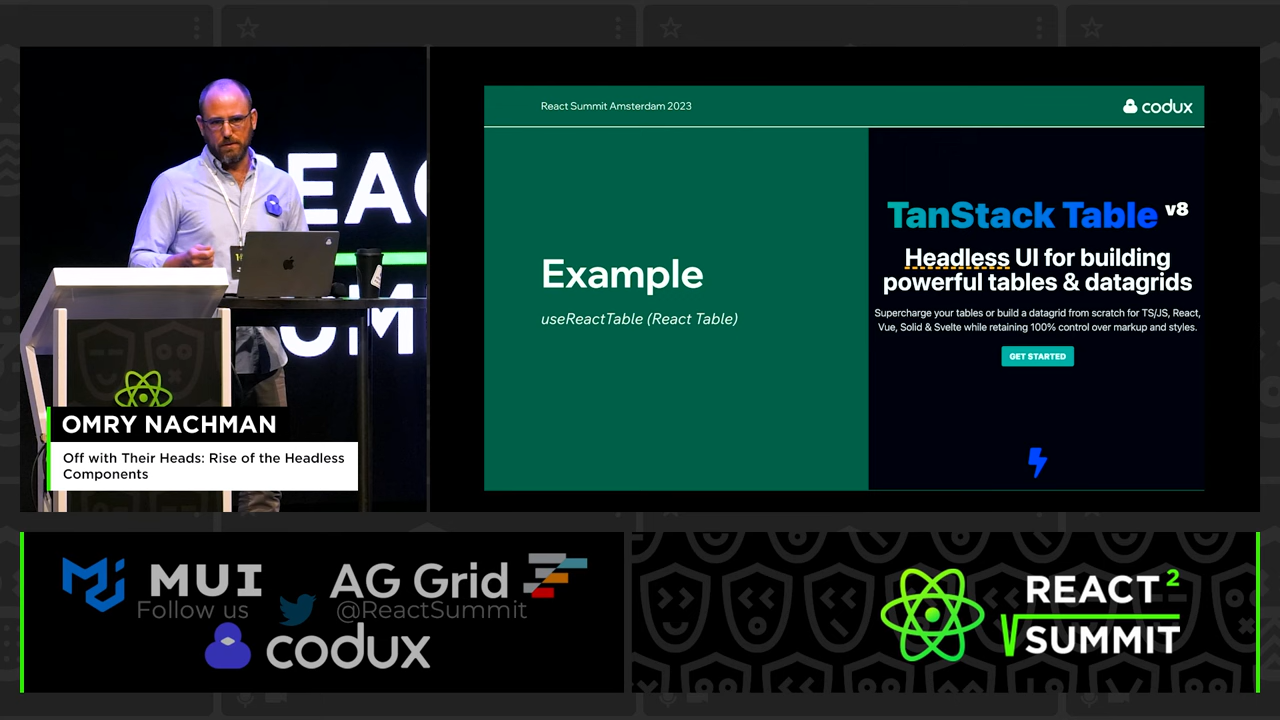 REAC
SUM
OMRY NACHMAN
Off with Their Heads: Rise of the Headless
Components
React Summit Amsterdam 2023
codux
Example
useReactTable (React Table)
TanStack Table v8
Headless UI for building
powerful tables & datagrids
Supercharge your tables or build a datagrid from scratch for TS/JS, React,
Vue, Solid & Svelte while retaining 100% control over markup and styles.
GET STARTED
MUI
AG Grid
Follow us
@ReactSummit
codux
REACT 2
SUMMIT